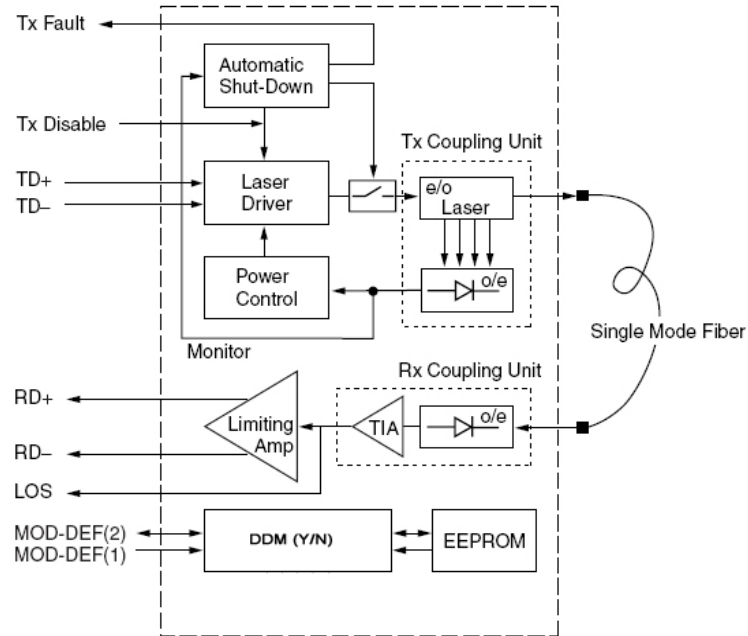 Tx Fault
Automatic
Shut-Down
Tx Disable
Tx Coupling Unit
TD+
TD–
Laser
Driver
e/o
Laser
Power
Control
o/e
Monitor
Single Mode Fiber
Rx Coupling Unit
RD+
RD–
Limiting
Amp
TIA
o/e
LOS
MOD-DEF(2)
MOD-DEF(1)
DDM (Y/N)
EEPROM